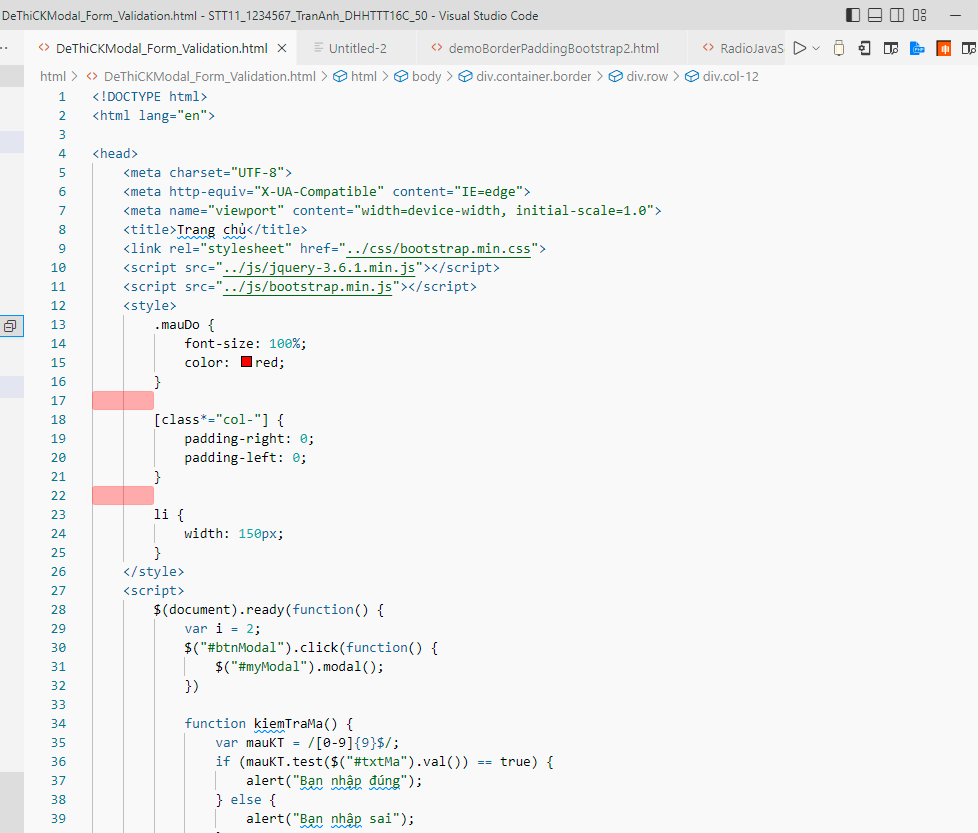 DeThiCKModal_Form_Validation.html - STT11_1234567_TranAnh_DHHTTT16C_50 - Visual Studio Code
DeThiCKModal_Form_Validation.html Untitled-2 demoBorderPaddingBootstrap2.html RadioJavaS
html > DeThiCKModal_Form_Validation.html > html > body > div.container.border > div.row > div.col-12
1 <!DOCTYPE html>
2 <html lang="en">
3
4 <head>
5 <meta charset="UTF-8">
6 <meta http-equiv="X-UA-Compatible" content="IE=edge">
7 <meta name="viewport" content="width=device-width, initial-scale=1.0">
8 <title>Trang chủ</title>
9 <link rel="stylesheet" href="../css/bootstrap.min.css">
10 <script src="../js/jquery-3.6.1.min.js"></script>
11 <script src="../js/bootstrap.min.js"></script>
12 <style>
13 .mauDo {
14 font-size: 100%;
15 color: red;
16 }
17
18 [class*="col-"] {
19 padding-right: 0;
20 padding-left: 0;
21 }
22
23 li {
24 width: 150px;
25 }
26 </style>
27 <script>
28 $(document).ready(function() {
29 var i = 2;
30 $("#btnModal").click(function() {
31 $("#myModal").modal();
32 })
33
34 function kiemTraMa() {
35 var mauKT = /[0-9]{9}$/;
36 if (mauKT.test($("#txtMa").val()) == true) {
37 alert("Bạn nhập đúng");
38 } else {
39 alert("Bạn nhập sai");